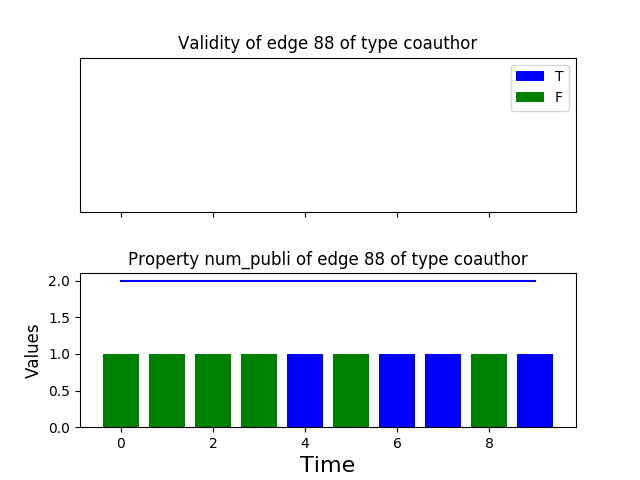 Validity of edge 88 of type coauthor
T
F
Property num_publi of edge 88 of type coauthor
2.0
1.5
1.0
0.5
0.0
Values
0 2 4 6 8
Time